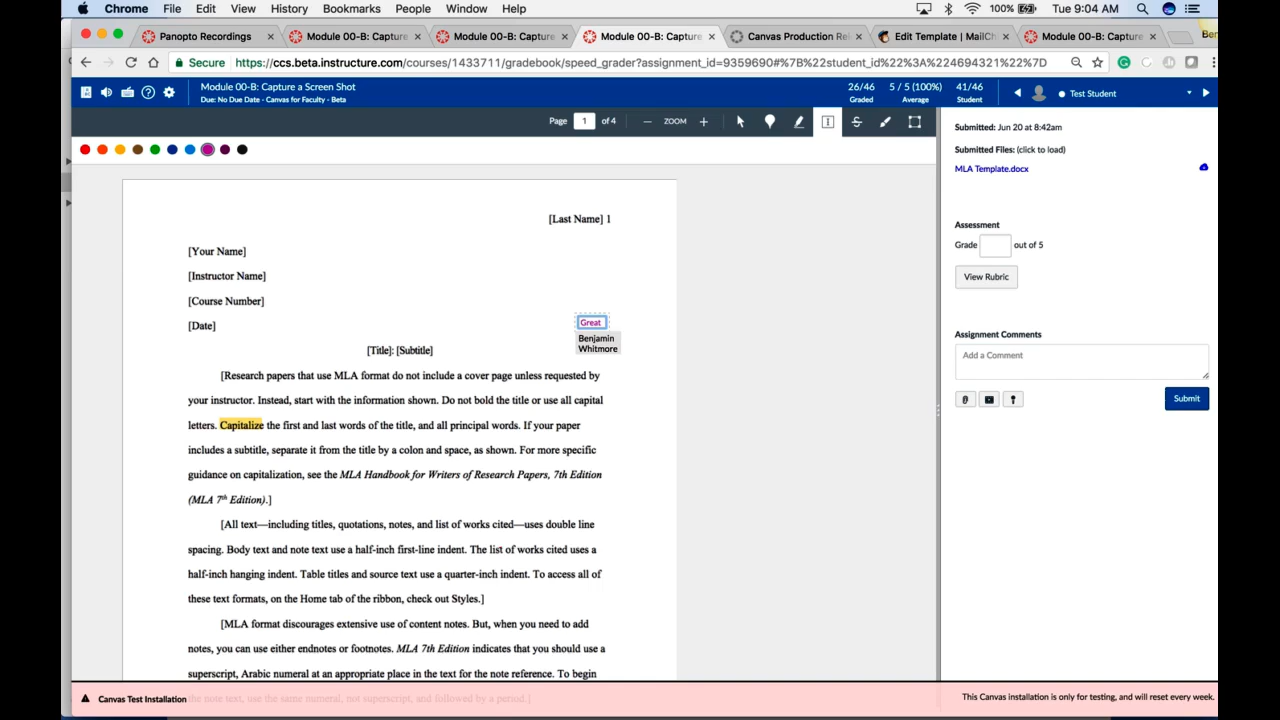 Chrome File Edit View History Bookmarks People Window Help 100% Tue 9:04 AM
Panopto Recordings Module 00-B: Capture Module 00-B: Capture Module 00-B: Capture Canvas Production Rel Edit Template | MailCh Module 00-B: Capture Ben
Secure https://ccs.beta.instructure.com/courses/1433711/gradebook/speed_grader?assignment_id=9359690#%7B%22student_id%22%3A%224694321%22%7D
Module 00-B: Capture a Screen Shot
Due: No Due Date - Canvas for Faculty - Beta
26/46 5 / 5 (100%) 41/46
Graded Average Student
Test Student
Page 1 of 4 ZOOM
Submitted: Jun 20 at 8:42am
Submitted Files: (click to load)
MLA Template.docx
Assessment
Grade out of 5
View Rubric
Assignment Comments
Add a Comment
Submit
[Last Name] 1
[Your Name]
[Instructor Name]
[Course Number]
[Date]
Great
Benjamin
Whitmore
[Title]: [Subtitle]
[Research papers that use MLA format do not include a cover page unless requested by
your instructor. Instead, start with the information shown. Do not bold the title or use all capital
letters. Capitalize the first and last words of the title, and all principal words. If your paper
includes a subtitle, separate it from the title by a colon and space, as shown. For more specific
guidance on capitalization, see the MLA Handbook for Writers of Research Papers, 7th Edition
(MLA 7th Edition).]
[All text—including titles, quotations, notes, and list of works cited—uses double line
spacing. Body text and note text use a half-inch first-line indent. The list of works cited uses a
half-inch hanging indent. Table titles and source text use a quarter-inch indent. To access all of
these text formats, on the Home tab of the ribbon, check out Styles.]
[MLA format discourages extensive use of content notes. But, when you need to add
notes, you can use either endnotes or footnotes. MLA 7th Edition indicates that you should use a
superscript, Arabic numeral at an appropriate place in the text for the note reference. To begin
the note text, use the same numeral, not superscript, and followed by a period.]
Canvas Test Installation
This Canvas installation is only for testing, and will reset every week.